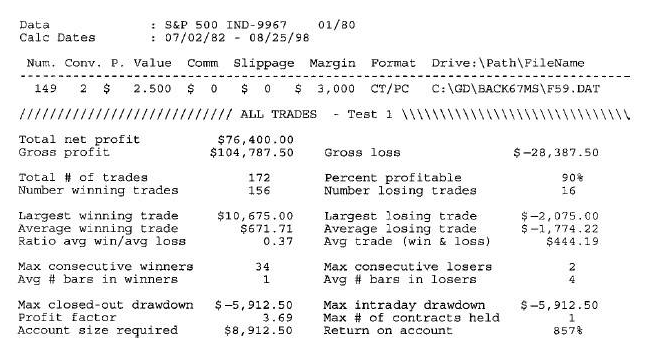 Data : S&P 500 IND-9967 01/80
Calc Dates : 07/02/82 - 08/25/98
Num. Conv. P. Value Comm Slippage Margin Format Drive:\Path\FileName
149 2 $ 2.500 $ 0 $ 0 $ 3,000 CT/PC C:\GD\BACK67MS\F59.DAT
//////////////////////////// ALL TRADES - Test 1 \\\\\\\\\\\\\\\\\\\\\\\\\\\\
Total net profit $76,400.00
Gross profit $104,787.50 Gross loss $-28,387.50
Total # of trades 172 Percent profitable 90%
Number winning trades 156 Number losing trades 16
Largest winning trade $10,675.00 Largest losing trade $-2,075.00
Average winning trade $671.71 Average losing trade $-1,774.22
Ratio avg win/avg loss 0.37 Avg trade (win & loss) $444.19
Max consecutive winners 34 Max consecutive losers 2
Avg # bars in winners 1 Avg # bars in losers 4
Max closed-out drawdown $-5,912.50 Max intraday drawdown $-5,912.50
Profit factor 3.69 Max # of contracts held 1
Account size required $8,912.50 Return on account 857%